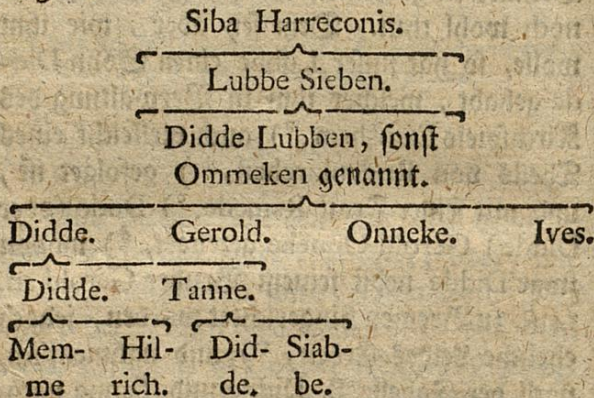 Siba Harreconis.
Lubbe Sieben.
Didde Lubben, sonſt
Ommeken genannt.
Didde. Gerold. Onneke. Ives.
Didde. Tanne.
Mem- Hil- Did- Siab-
me rich. de. be.